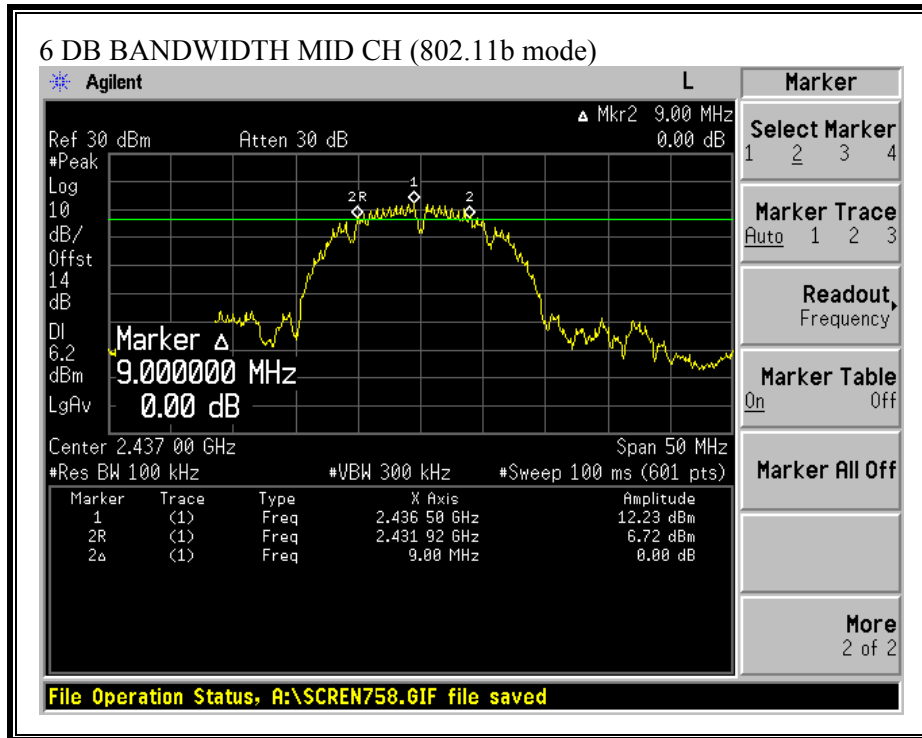 6 DB BANDWIDTH MID CH (802.11b mode)
Agilent L
Δ Mkr2 9.00 MHz
Ref 30 dBm Atten 30 dB 0.00 dB
#Peak
Log
10
dB/
Offst
14
dB
DI
6.2
dBm
LgAv
2R
1
2
Marker Δ
9.000000 MHz
0.00 dB
Center 2.437 00 GHz Span 50 MHz
#Res BW 100 kHz #VBW 300 kHz #Sweep 100 ms (601 pts)
Marker Trace Type X Axis Amplitude
1 (1) Freq 2.436 50 GHz 12.23 dBm
2R (1) Freq 2.431 92 GHz 6.72 dBm
2Δ (1) Freq 9.00 MHz 0.00 dB
File Operation Status, A:\SCREN758.GIF file saved
Marker
Select Marker
1 2 3 4
Marker Trace
Auto 1 2 3
Readout
Frequency
Marker Table
On Off
Marker All Off
More
2 of 2